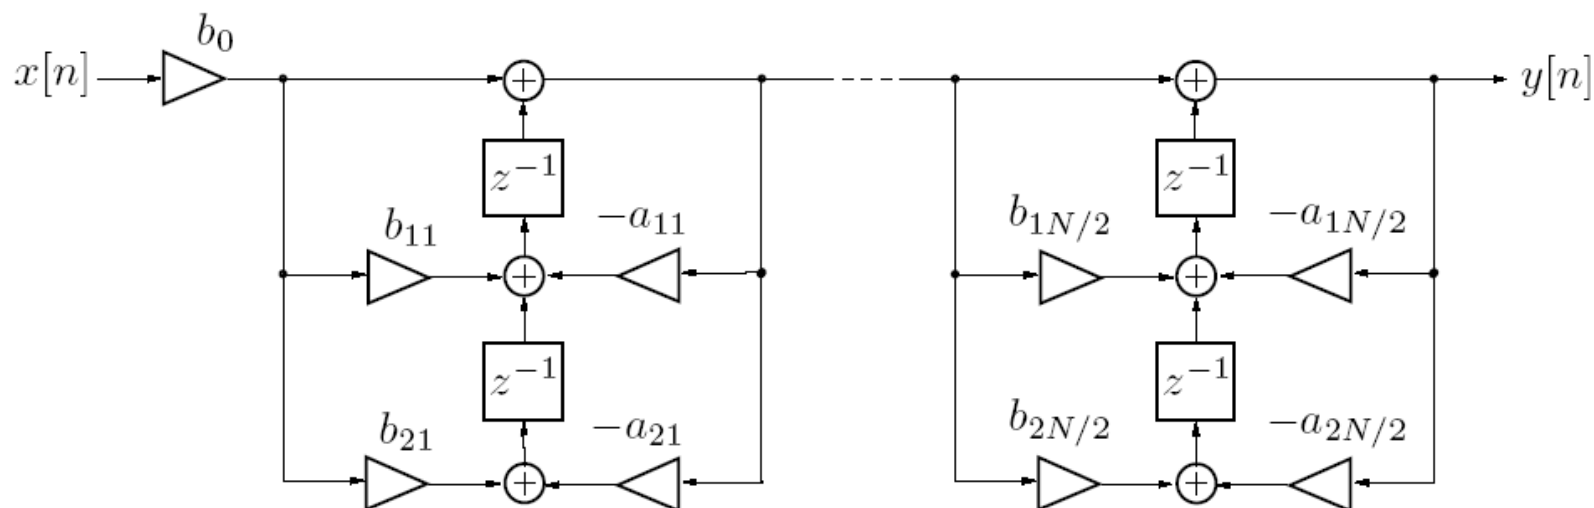 b₀
x[n] y[n]
z⁻¹ z⁻¹
b₁₁ −a₁₁ b₁N/₂ −a₁N/₂
z⁻¹ z⁻¹
b₂₁ −a₂₁ b₂N/₂ −a₂N/₂